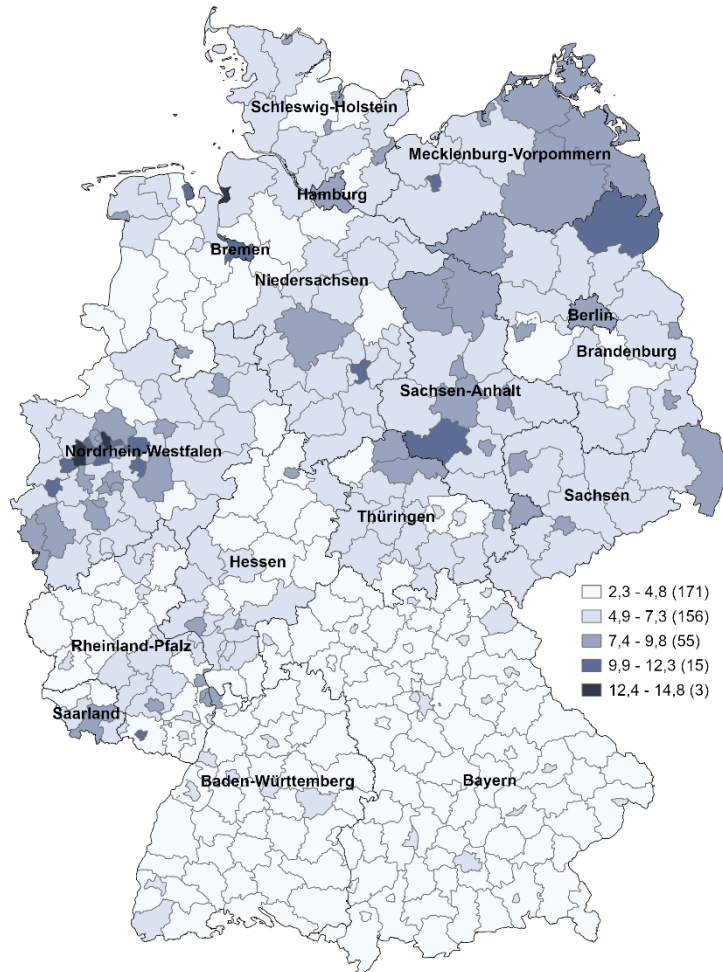 Schleswig-Holstein
Mecklenburg-Vorpommern
Hamburg
Bremen
Niedersachsen
Berlin
Brandenburg
Sachsen-Anhalt
Nordrhein-Westfalen
Sachsen
Thüringen
Hessen
2,3 - 4,8 (171)
4,9 - 7,3 (156)
7,4 - 9,8 (55)
9,9 - 12,3 (15)
12,4 - 14,8 (3)
Rheinland-Pfalz
Saarland
Baden-Württemberg
Bayern